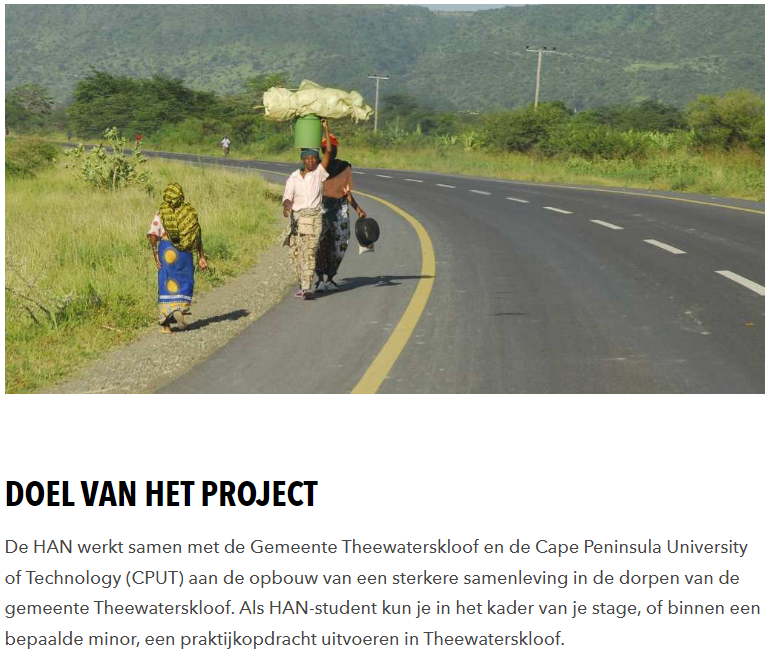 DOEL VAN HET PROJECT
De HAN werkt samen met de Gemeente Theewaterskloof en de Cape Peninsula University
of Technology (CPUT) aan de opbouw van een sterkere samenleving in de dorpen van de
gemeente Theewaterskloof. Als HAN-student kun je in het kader van je stage, of binnen een
bepaalde minor, een praktijkopdracht uitvoeren in Theewaterskloof.